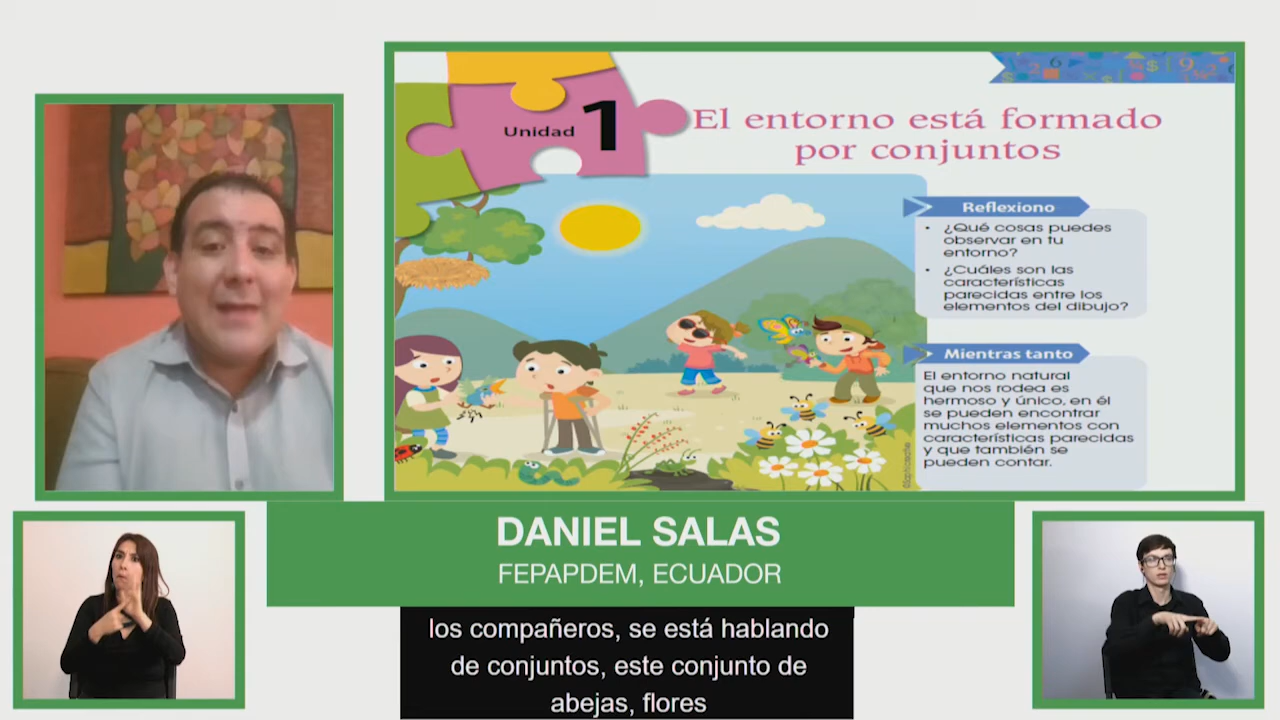 Unidad 1
El entorno está formado
por conjuntos
Reflexiono
• ¿Qué cosas puedes
observar en tu
entorno?
• ¿Cuáles son las
características
parecidas entre los
elementos del dibujo?
Mientras tanto
El entorno natural
que nos rodea es
hermoso y único, en él
se pueden encontrar
muchos elementos con
características parecidas
y que también se
pueden contar.
DANIEL SALAS
FEPAPDEM, ECUADOR
los compañeros, se está hablando
de conjuntos, este conjunto de
abejas, flores